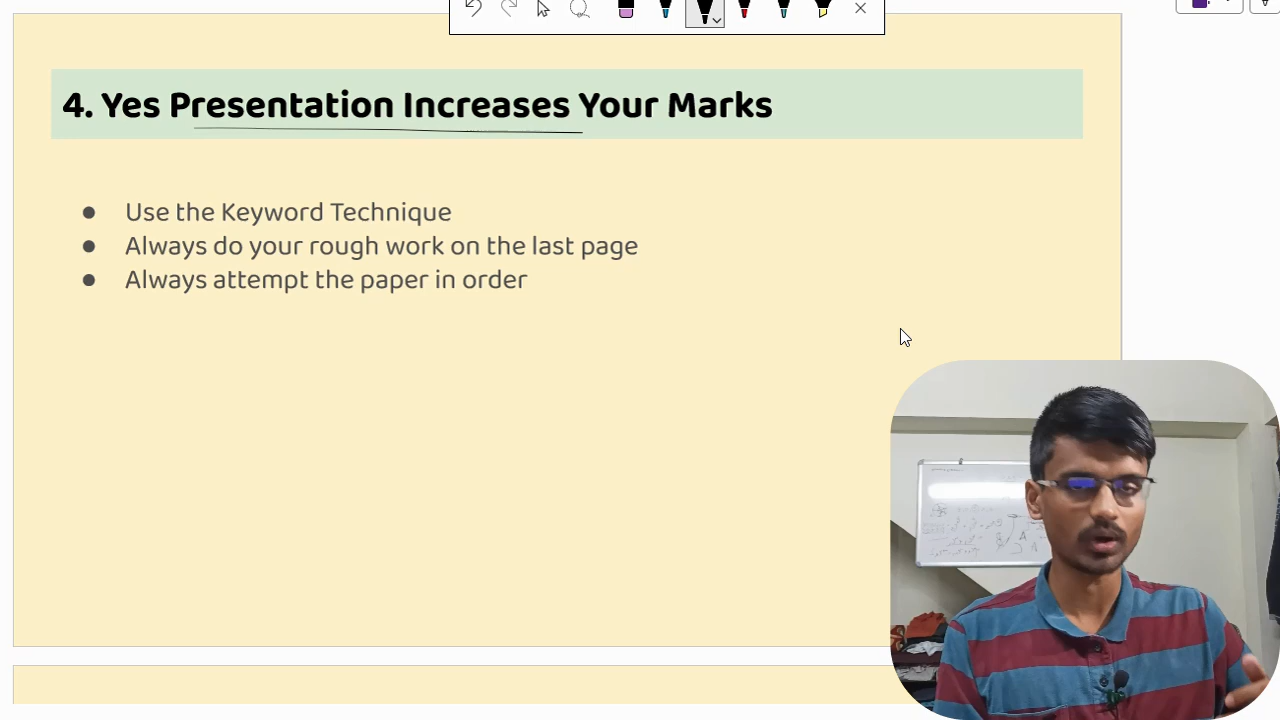 4. Yes Presentation Increases Your Marks
● Use the Keyword Technique
● Always do your rough work on the last page
● Always attempt the paper in order